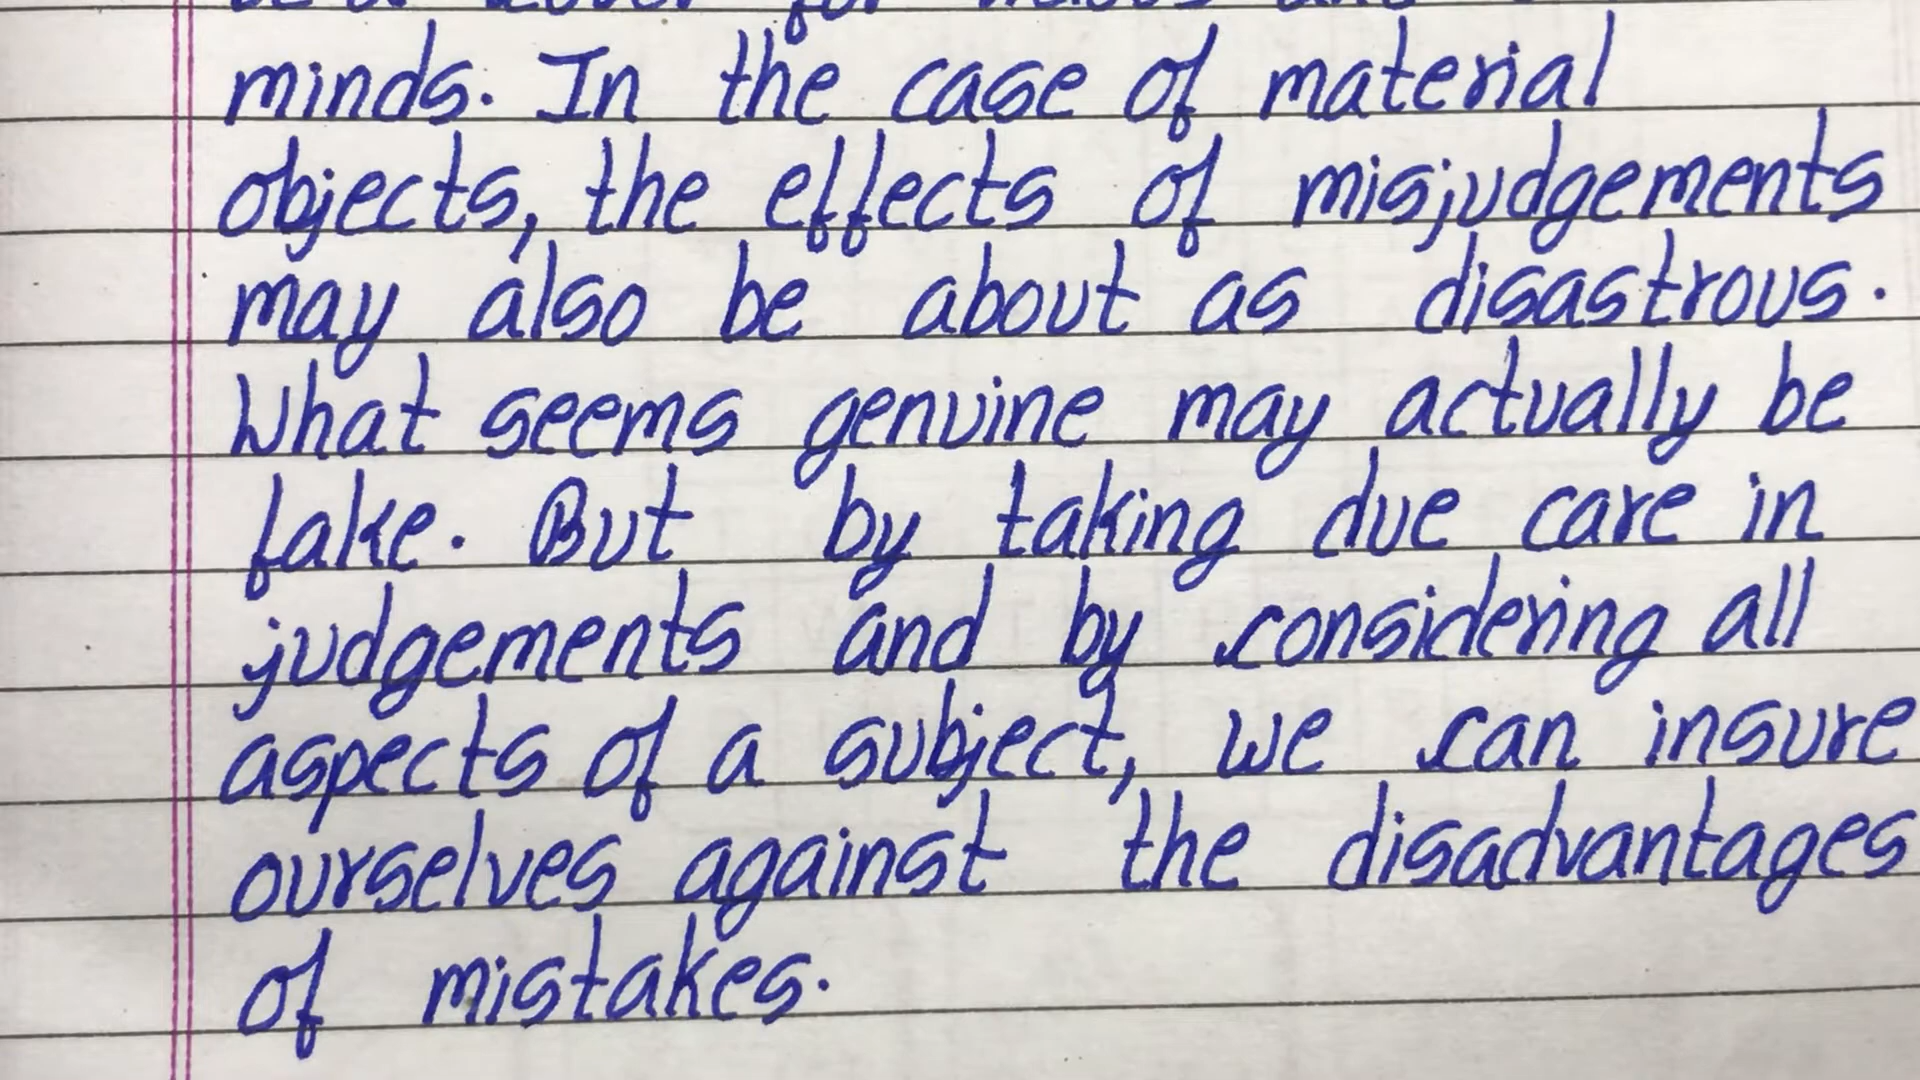 minds. In the case of material
objects, the effects of misjudgements
may also be about as disastrous.
What seems genuine may actually be
fake. But by taking due care in
judgements and by considering all
aspects of a subject, we can insure
ourselves against the disadvantages
of mistakes.